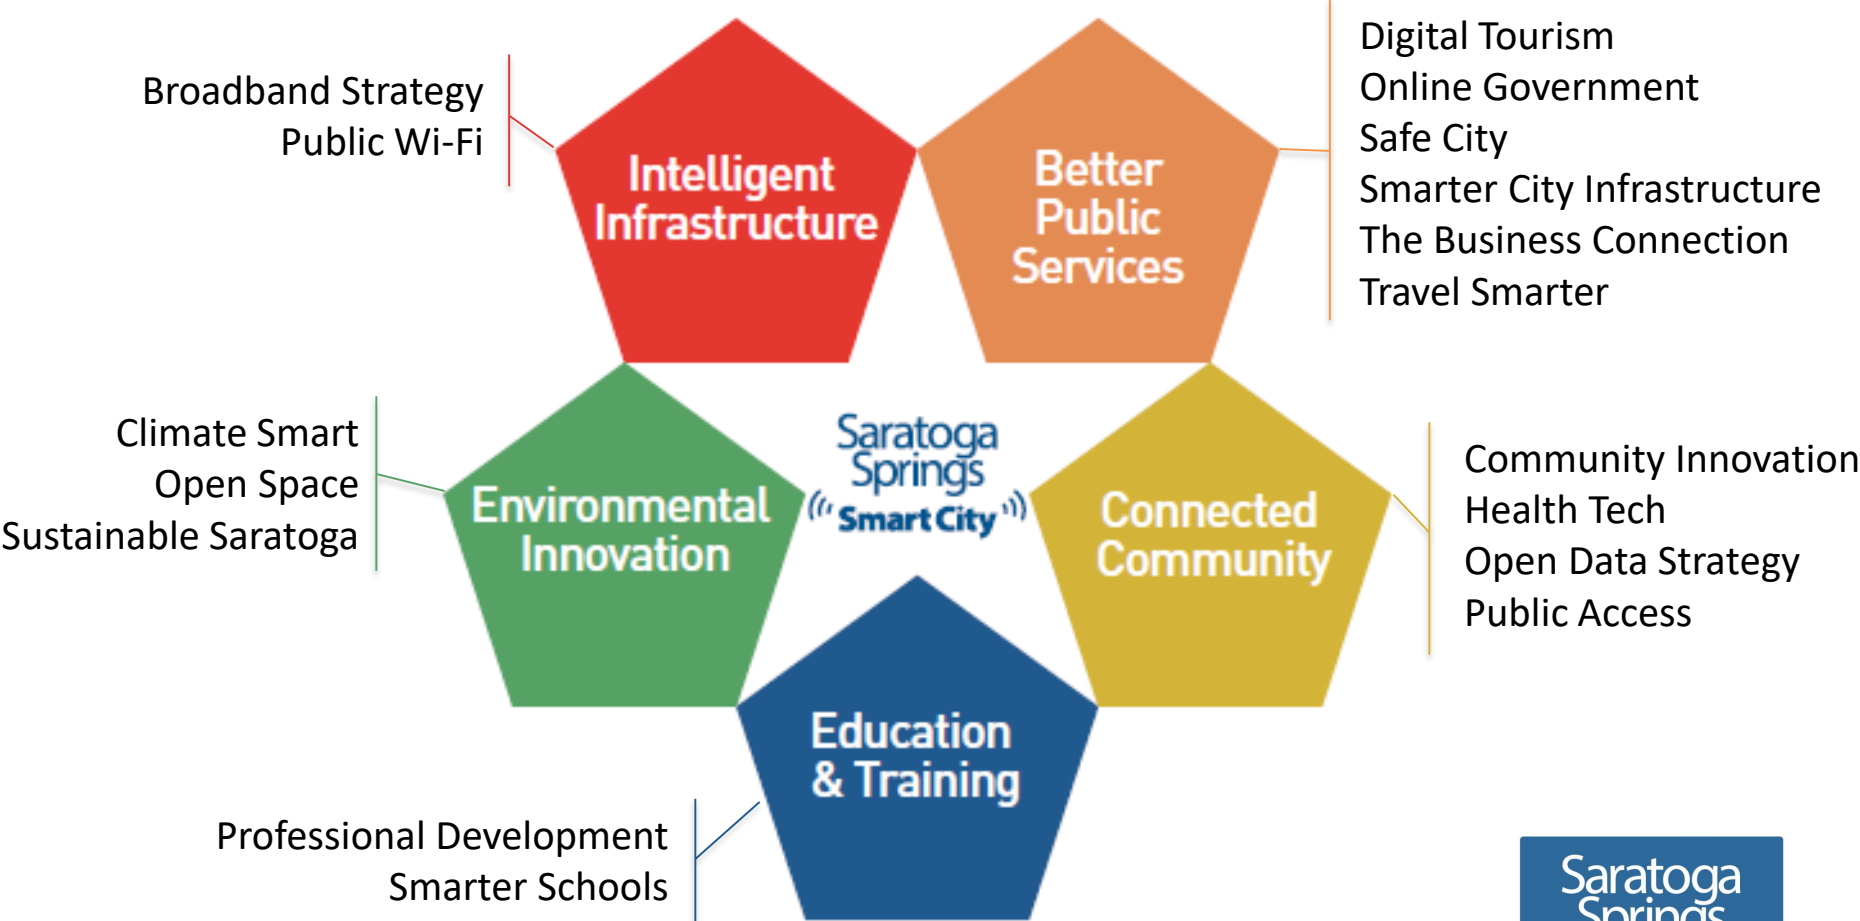 Broadband Strategy
Public Wi-Fi
Intelligent
Infrastructure
Better
Public
Services
Digital Tourism
Online Government
Safe City
Smarter City Infrastructure
The Business Connection
Travel Smarter
Climate Smart
Open Space
Sustainable Saratoga
Environmental
Innovation
Saratoga
Springs
Smart City
Connected
Community
Community Innovation
Health Tech
Open Data Strategy
Public Access
Education
& Training
Professional Development
Smarter Schools
Saratoga
Springs